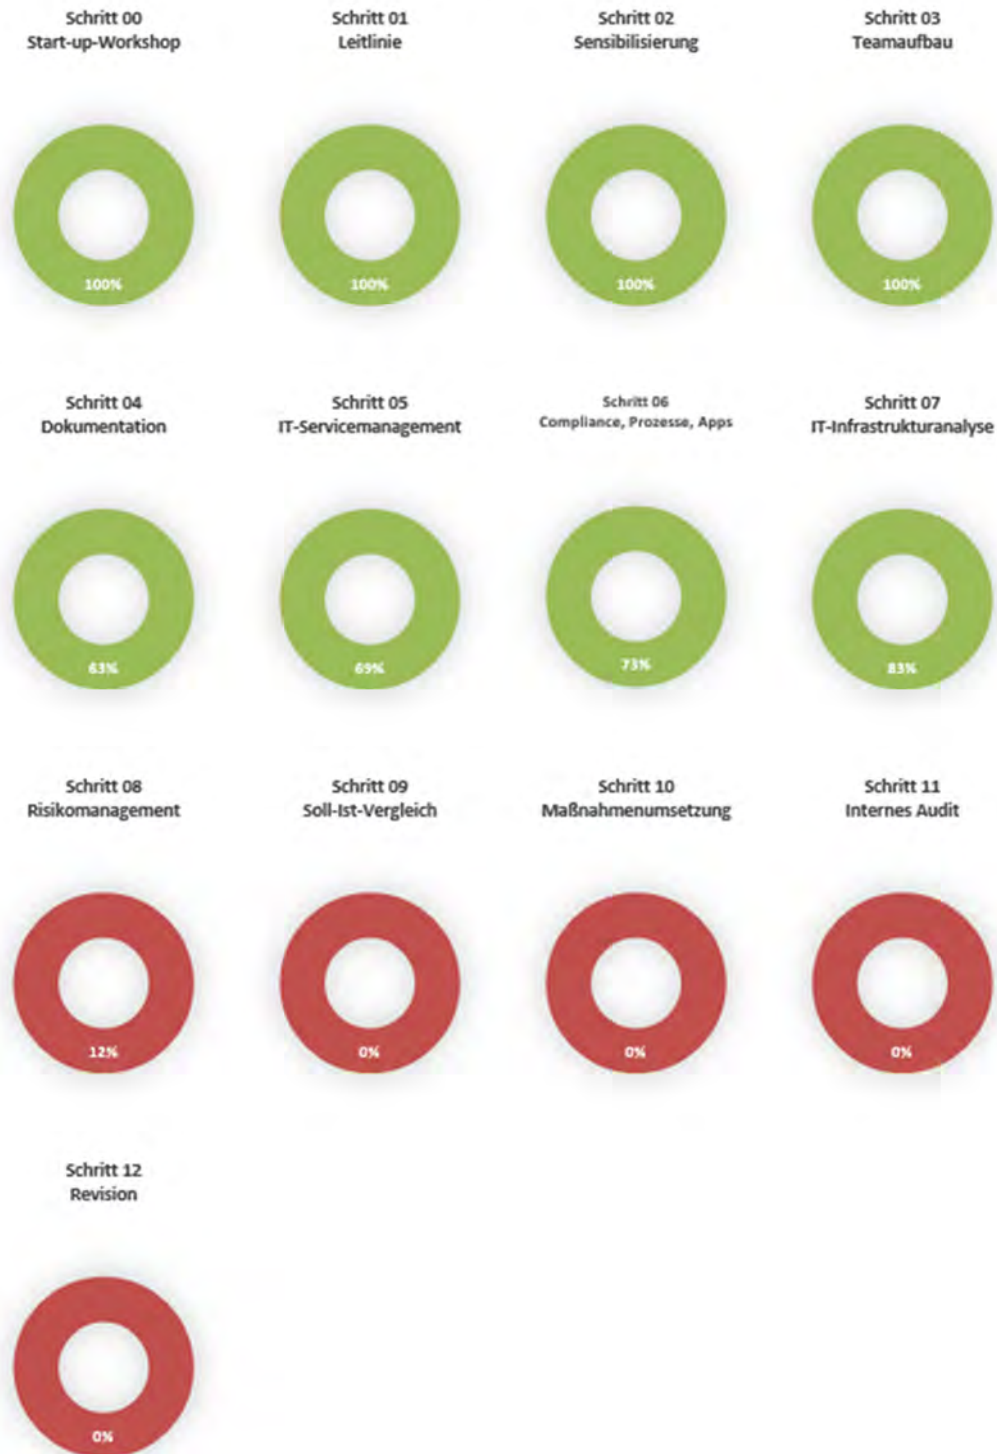 Schritt 00
Start-up-Workshop
100%
Schritt 01
Leitlinie
100%
Schritt 02
Sensibilisierung
100%
Schritt 03
Teamaufbau
100%
Schritt 04
Dokumentation
63%
Schritt 05
IT-Servicemanagement
69%
Schritt 06
Compliance, Prozesse, Apps
73%
Schritt 07
IT-Infrastrukturanalyse
83%
Schritt 08
Risikomanagement
12%
Schritt 09
Soll-Ist-Vergleich
0%
Schritt 10
Maßnahmenumsetzung
0%
Schritt 11
Internes Audit
0%
Schritt 12
Revision
0%